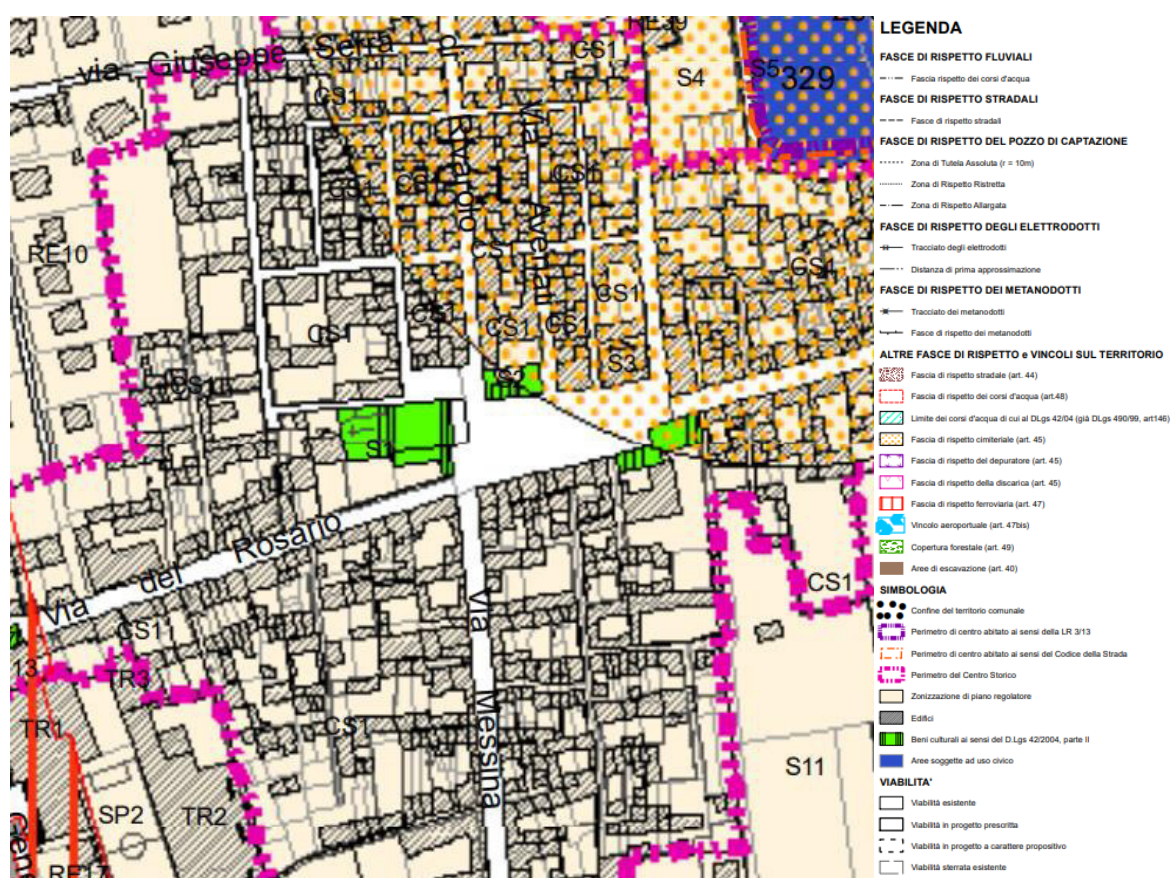 RE39
via Giuseppe Serra
di
CS1
S4
S5
329
CS1
Via Avenati
CS1
CS1
CS1
RE10
CS1
CS1
CS1
CS1
CS1
CS1
S3
S2
S1
Via del Rosario
CS1
CS1
13
TR3
TR1
Via Messina
S11
SP2
TR2
RE17
LEGENDA
FASCE DI RISPETTO FLUVIALI
Fascia rispetto dei corsi d'acqua
FASCE DI RISPETTO STRADALI
Fasce di rispetto stradali
FASCE DI RISPETTO DEL POZZO DI CAPTAZIONE
Zona di Tutela Assoluta (r = 10m)
Zona di Rispetto Ristretta
Zona di Rispetto Allargata
FASCE DI RISPETTO DEGLI ELETTRODOTTI
Tracciato degli elettrodotti
Distanza di prima approssimazione
FASCE DI RISPETTO DEI METANODOTTI
Tracciato dei metanodotti
Fasce de rispetto dei metanodotti
ALTRE FASCE DI RISPETTO e VINCOLI SUL TERRITORIO
Fascia di rispetto stradale (art. 44)
Fascia di rispetto dei corsi d'acqua (art.48)
Limite dei corsi d'acqua di cui al DLgs 42/04 (già DLgs 490/99, art146)
Fascia di rispetto cimiteriale (art. 45)
Fascia di rispetto del depuratore (art. 45)
Fascia di rispetto della discarica (art. 45)
Fascia di rispetto ferroviaria (art. 47)
Vincolo aeroportuale (art. 47bis)
Copertura forestale (art. 49)
Aree di escavazione (art. 40)
SIMBOLOGIA
Confine del territorio comunale
Perimetro di centro abitato ai sensi della LR 3/13
Perimetro di centro abitato ai sensi del Codice della Strada
Perimetro del Centro Storico
Zonizzazione di piano regolatore
Edifici
Beni culturali ai sensi del D.Lgs 42/2004, parte II
Aree soggette ad uso civico
VIABILITA'
Viabilità esistente
Viabilità in progetto prescritta
Viabilità in progetto a carattere propositivo
Viabilità sterrata esistente